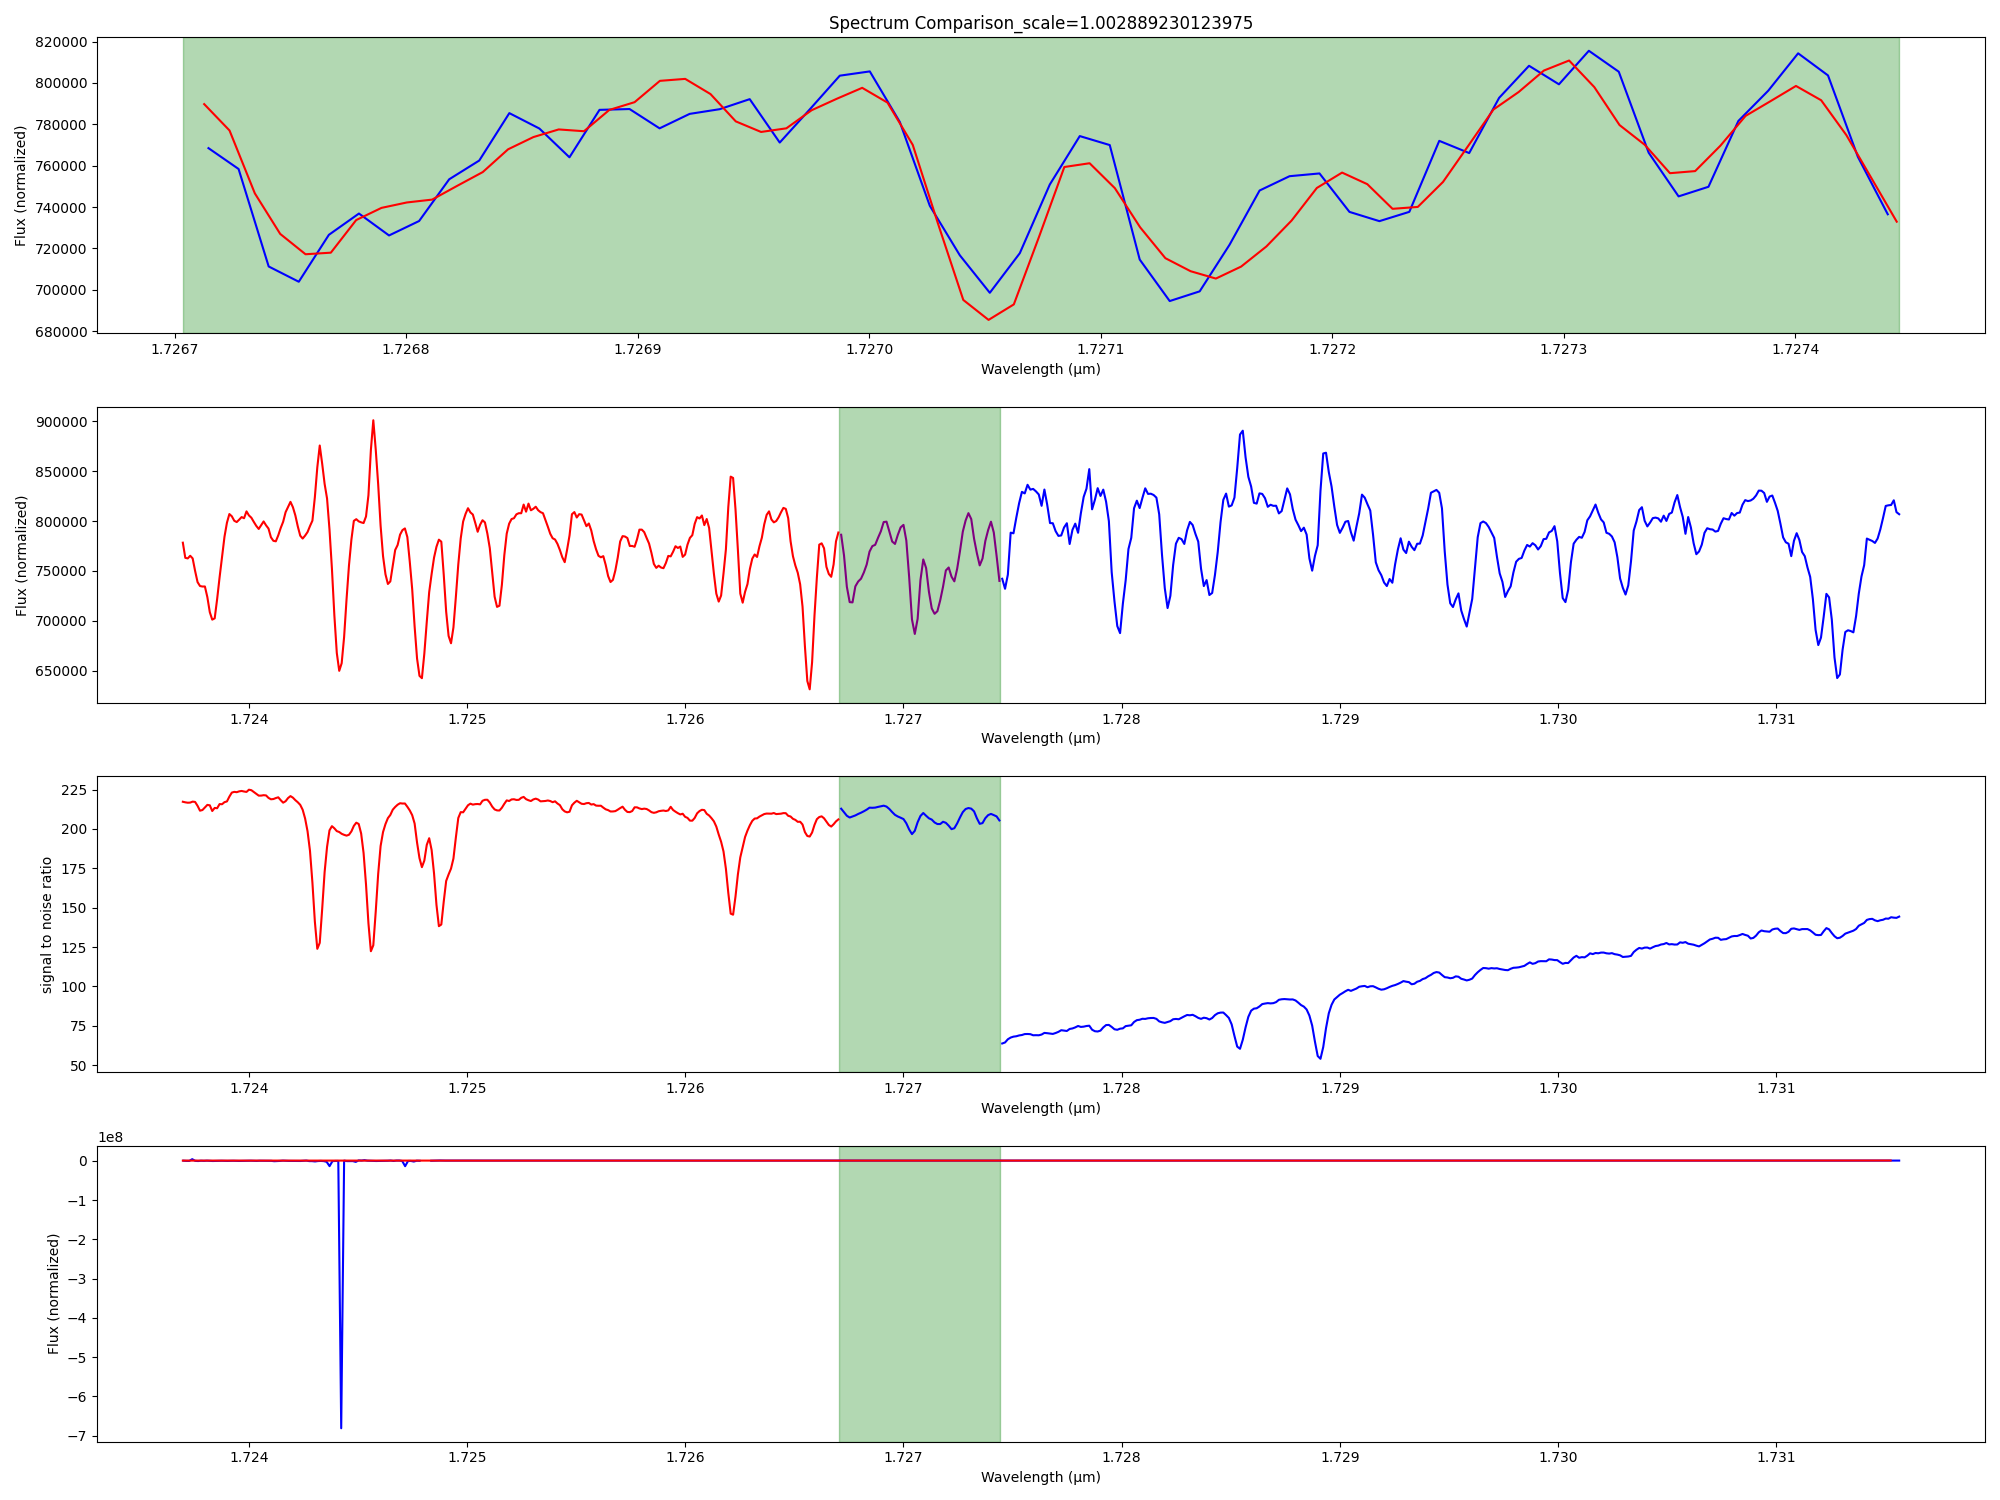 Spectrum Comparison_scale=1.002889230123975
820000
800000
780000
760000
740000
720000
700000
680000
Flux (normalized)
1.7267 1.7268 1.7269 1.7270 1.7271 1.7272 1.7273 1.7274
Wavelength (μm)
900000
850000
800000
750000
700000
650000
Flux (normalized)
1.724 1.725 1.726 1.727 1.728 1.729 1.730 1.731
Wavelength (μm)
225
200
175
150
125
100
75
50
signal to noise ratio
1.724 1.725 1.726 1.727 1.728 1.729 1.730 1.731
Wavelength (μm)
1e8
0
−1
−2
−3
−4
−5
−6
−7
Flux (normalized)
1.724 1.725 1.726 1.727 1.728 1.729 1.730 1.731
Wavelength (μm)